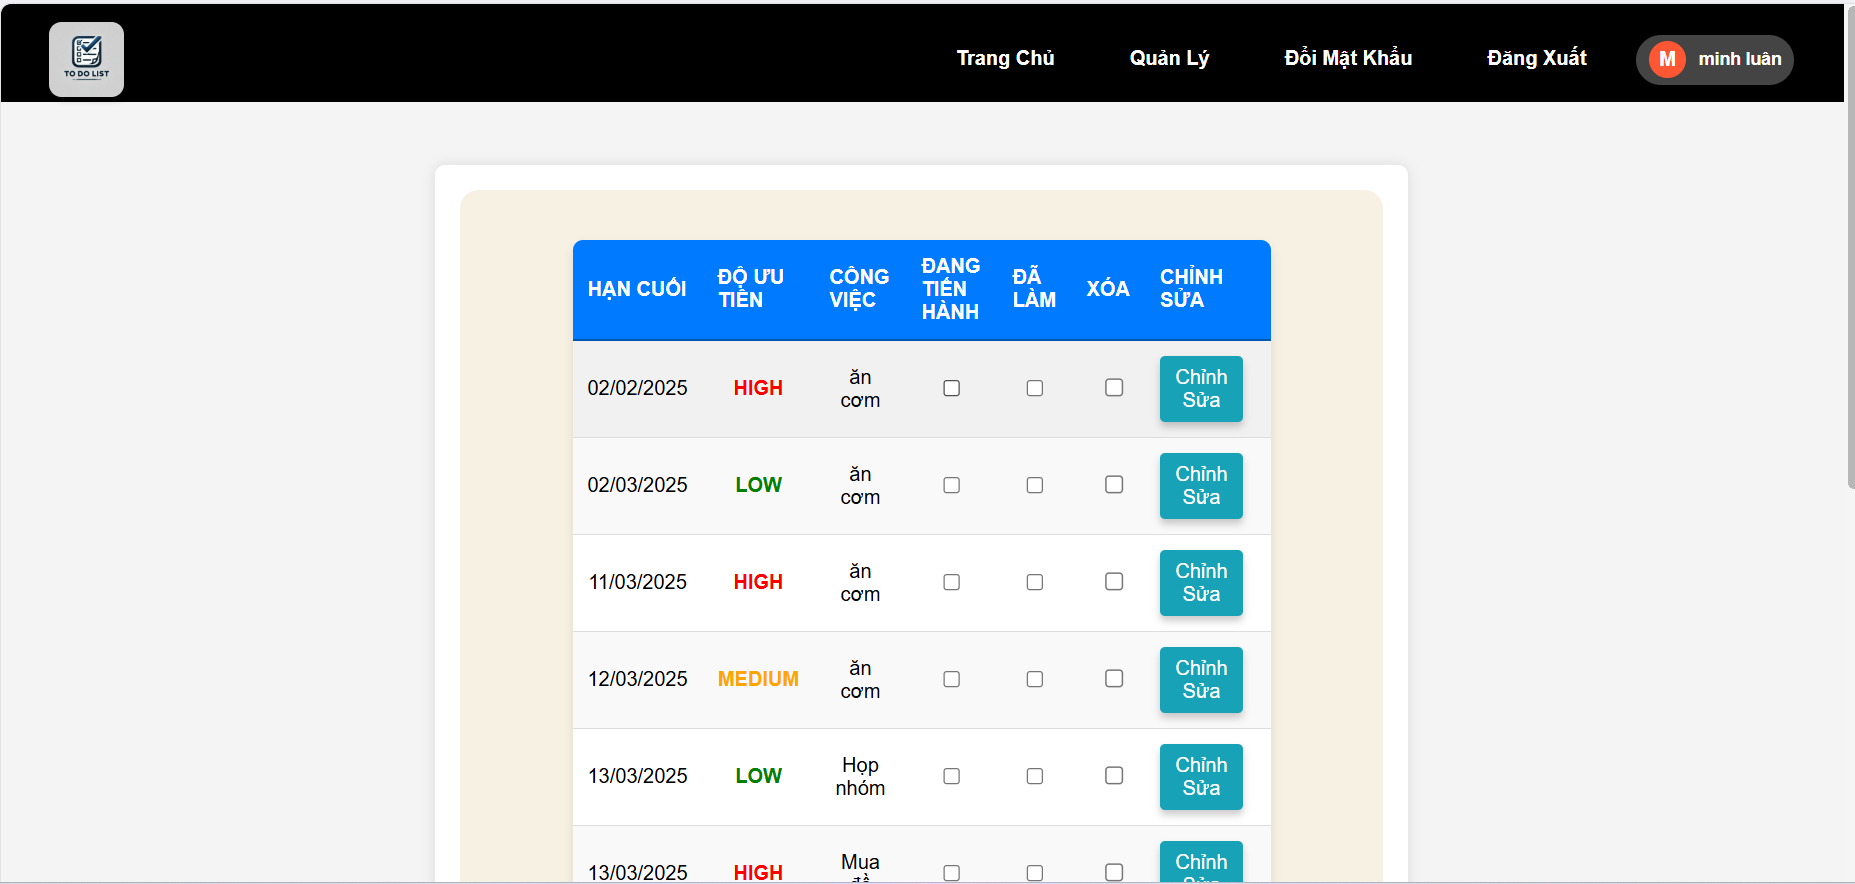 TO DO LIST
Trang Chủ
Quản Lý
Đổi Mật Khẩu
Đăng Xuất
M
minh luân
HẠN CUỐI
ĐỘ ƯU
TIÊN
CÔNG
VIỆC
ĐANG
TIẾN
HÀNH
ĐÃ
LÀM
XÓA
CHỈNH
SỬA
02/02/2025
HIGH
ăn
cơm
Chỉnh
Sửa
02/03/2025
LOW
ăn
cơm
Chỉnh
Sửa
11/03/2025
HIGH
ăn
cơm
Chỉnh
Sửa
12/03/2025
MEDIUM
ăn
cơm
Chỉnh
Sửa
13/03/2025
LOW
Họp
nhóm
Chỉnh
Sửa
13/03/2025
HIGH
Mua
Chỉnh